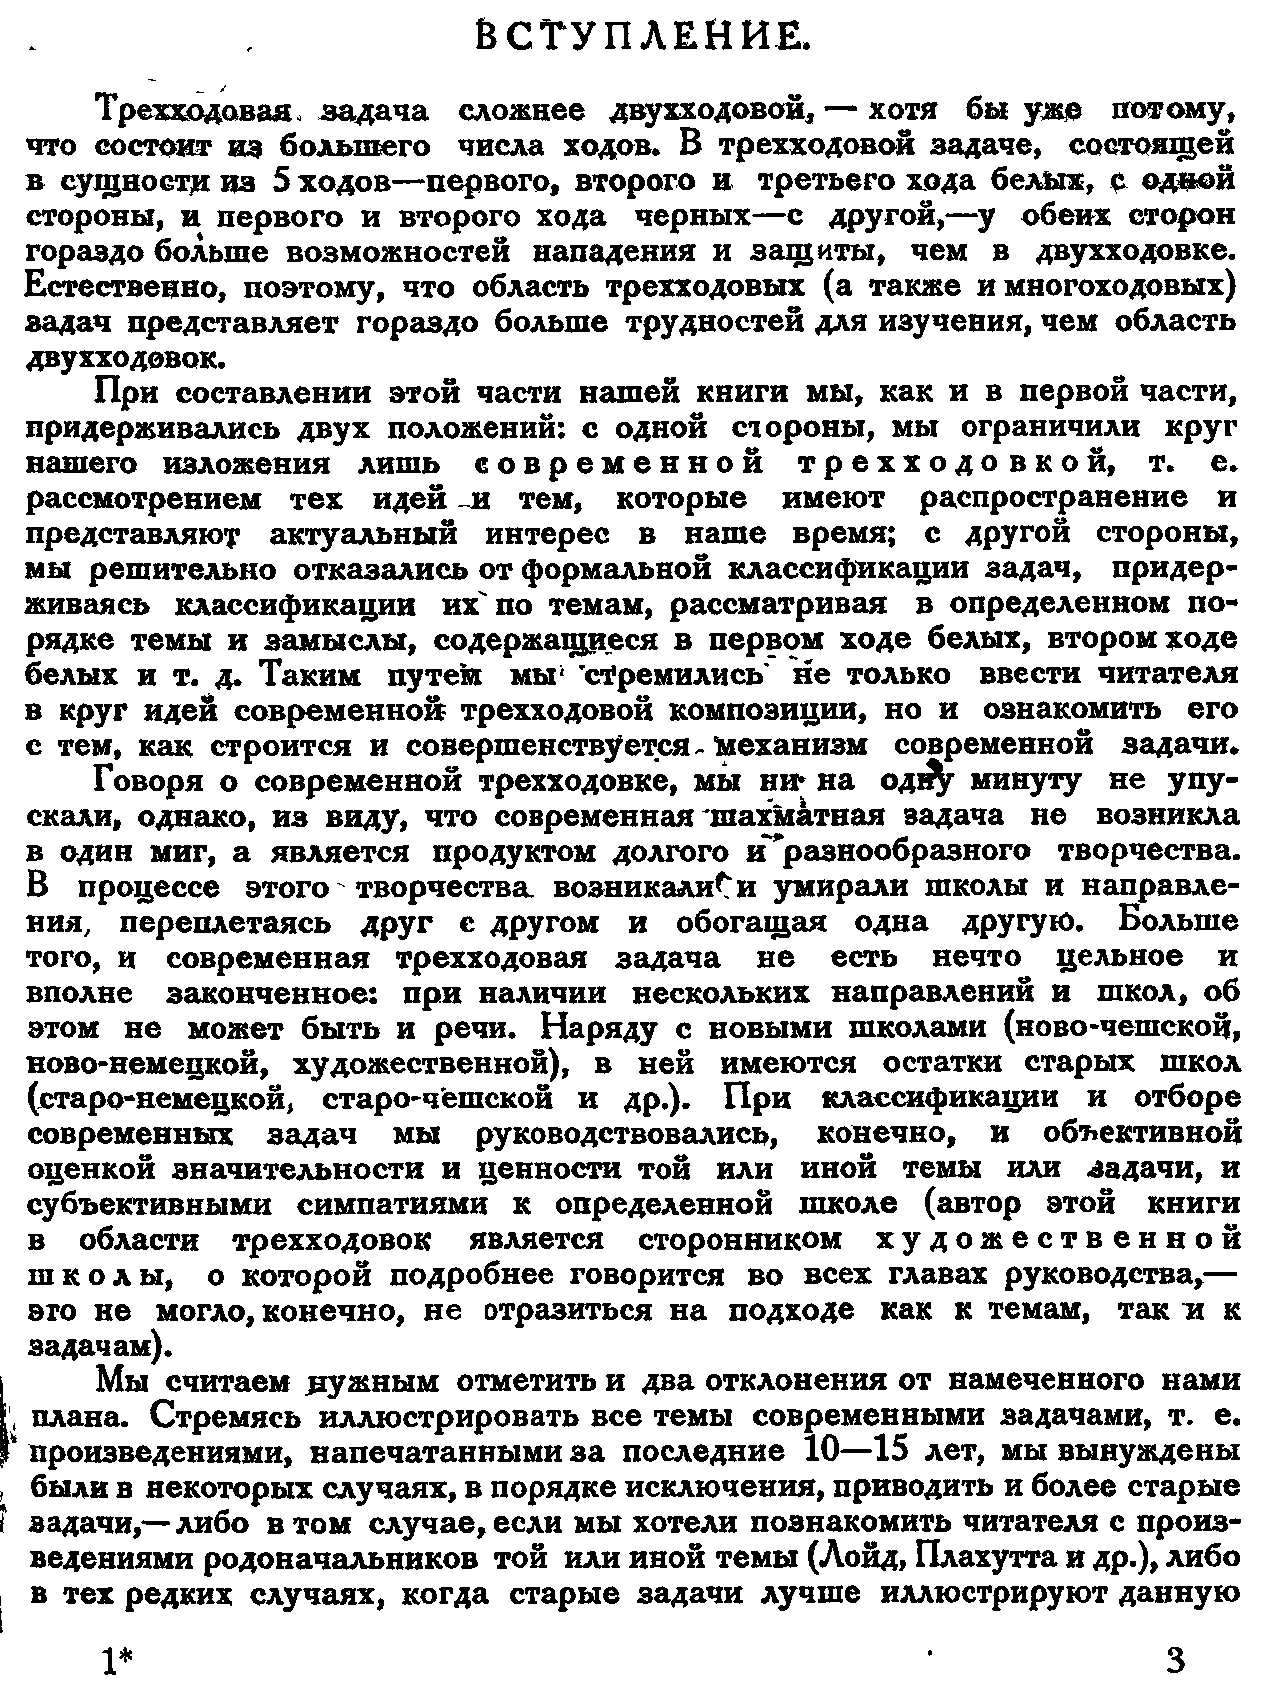 ВСТУПЛЕНИЕ.
Трехходовая задача сложнее двухходовой, — хотя бы уже потому,
что состоит из большего числа ходов. В трехходовой задаче, состоящей
в сущности из 5 ходов—первого, второго и третьего хода белых, с одной
стороны, и первого и второго хода черных—с другой,—у обеих сторон
гораздо больше возможностей нападения и защиты, чем в двухходовке.
Естественно, поэтому, что область трехходовых (а также и многоходовых)
задач представляет гораздо больше трудностей для изучения, чем область
двухходовок.
При составлении этой части нашей книги мы, как и в первой части,
придерживались двух положений: с одной стороны, мы ограничили круг
нашего изложения лишь современной трехходовкой, т. е.
рассмотрением тех идей и тем, которые имеют распространение и
представляют актуальный интерес в наше время; с другой стороны,
мы решительно отказались от формальной классификации задач, придер-
живаясь классификации их по темам, рассматривая в определенном по-
рядке темы и замыслы, содержащиеся в первом ходе белых, втором ходе
белых и т. д. Таким путем мы стремились не только ввести читателя
в круг идей современной трехходовой композиции, но и ознакомить его
с тем, как строится и совершенствуется механизм современной задачи.
Говоря о современной трехходовке, мы ни на одну минуту не упу-
скали, однако, из виду, что современная шахматная задача не возникла
в один миг, а является продуктом долгого и разнообразного творчества.
В процессе этого творчества возникали и умирали школы и направле-
ния, переплетаясь друг с другом и обогащая одна другую. Больше
того, и современная трехходовая задача не есть нечто цельное и
вполне законченное: при наличии нескольких направлений и школ, об
этом не может быть и речи. Наряду с новыми школами (ново-чешской,
ново-немецкой, художественной), в ней имеются остатки старых школ
(старо-немецкой, старо-чешской и др.). При классификации и отборе
современных задач мы руководствовались, конечно, и объективной
оценкой значительности и ценности той или иной темы или задачи, и
субъективными симпатиями к определенной школе (автор этой книги
в области трехходовок является сторонником художественной
школы, о которой подробнее говорится во всех главах руководства,—
это не могло, конечно, не отразиться на подходе как к темам, так и к
задачам).
Мы считаем нужным отметить и два отклонения от намеченного нами
плана. Стремясь иллюстрировать все темы современными задачами, т. е.
произведениями, напечатанными за последние 10—15 лет, мы вынуждены
были в некоторых случаях, в порядке исключения, приводить и более старые
задачи,— либо в том случае, если мы хотели познакомить читателя с произ-
ведениями родоначальников той или иной темы (Лойд, Плахутта и др.), либо
в тех редких случаях, когда старые задачи лучше иллюстрируют данную
1*
3